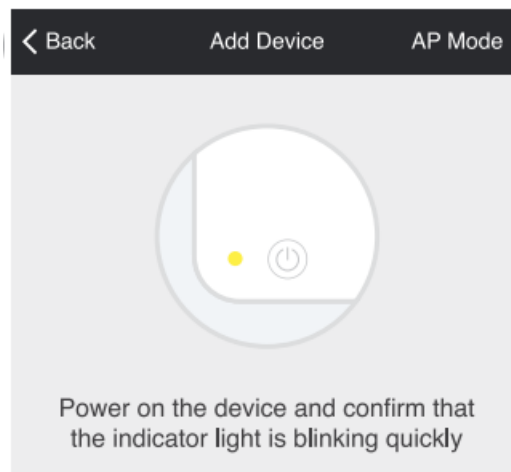 Back Add Device AP Mode
Power on the device and confirm that
the indicator light is blinking quickly